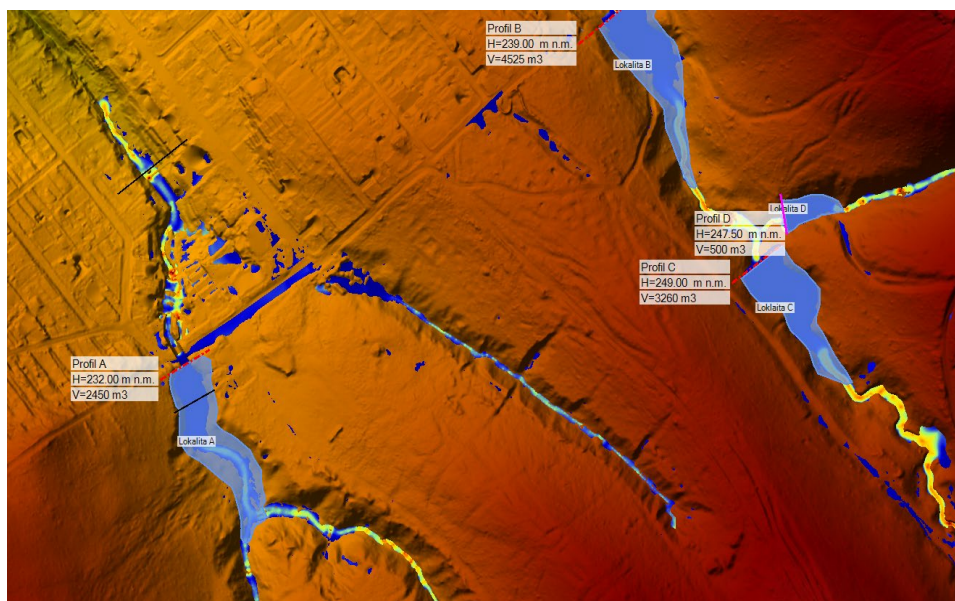 Profil B
H=239.00 m n.m.
V=4525 m3
Lokalita B
Lokalita D
Profil D
H=247.50 m n.m.
V=500 m3
Profil C
H=249.00 m n.m.
V=3260 m3
Loklaita C
Profil A
H=232.00 m n.m.
V=2450 m3
Lokalita A